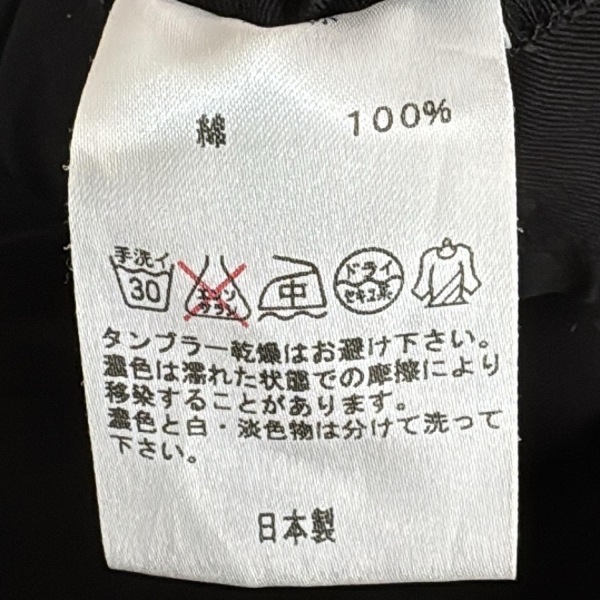 綿 100%
手洗イ
30
エンソ
サラシ
中
ドライ
セキユ系
タンブラー乾燥はお避け下さい。
濃色は濡れた状態での摩擦により
移染することがあります。
濃色と白・淡色物は分けて洗って
下さい。
日本製